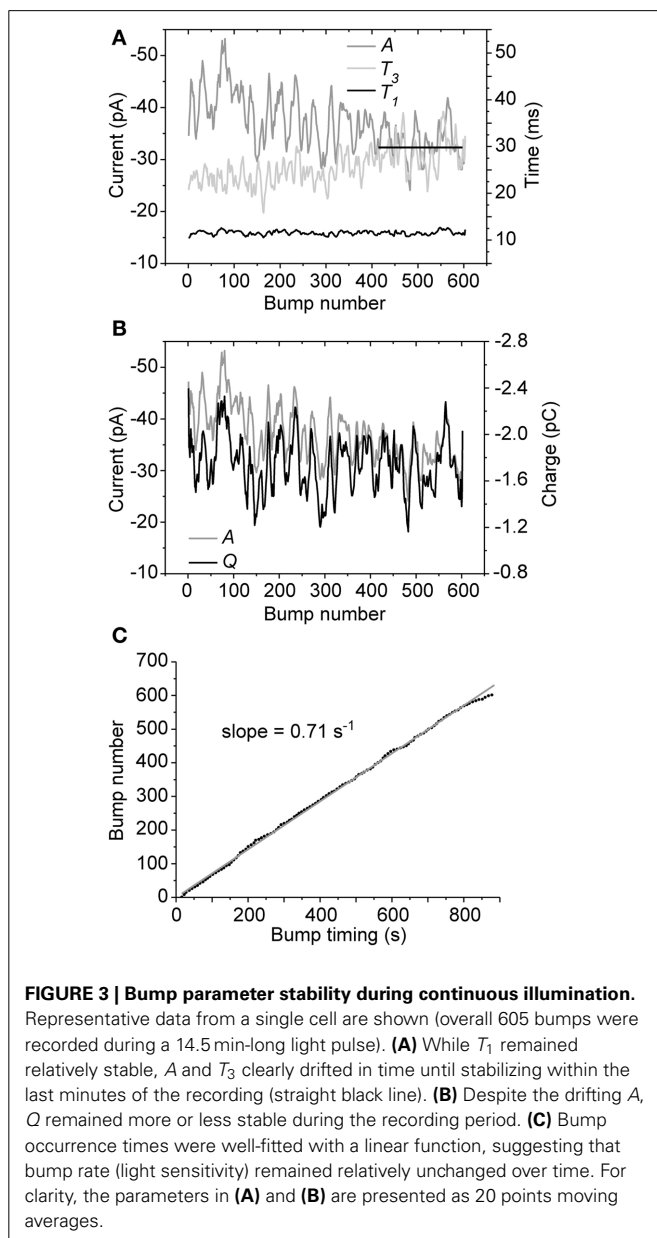 A
A
T3
T1
-50
-40
-30
-20
-10
Current (pA)
50
40
30
20
10
Time (ms)
0 100 200 300 400 500 600
Bump number
B
-50
-40
-30
-20
-10
Current (pA)
-2.8
-2.4
-2.0
-1.6
-1.2
-0.8
Charge (pC)
A
Q
0 100 200 300 400 500 600
Bump number
C
700
600
500
400
300
200
100
0
Bump number
slope = 0.71 s-1
0 200 400 600 800
Bump timing (s)
FIGURE 3 | Bump parameter stability during continuous illumination.
Representative data from a single cell are shown (overall 605 bumps were
recorded during a 14.5 min-long light pulse). (A) While T1 remained
relatively stable, A and T3 clearly drifted in time until stabilizing within the
last minutes of the recording (straight black line). (B) Despite the drifting A,
Q remained more or less stable during the recording period. (C) Bump
occurrence times were well-fitted with a linear function, suggesting that
bump rate (light sensitivity) remained relatively unchanged over time. For
clarity, the parameters in (A) and (B) are presented as 20 points moving
averages.